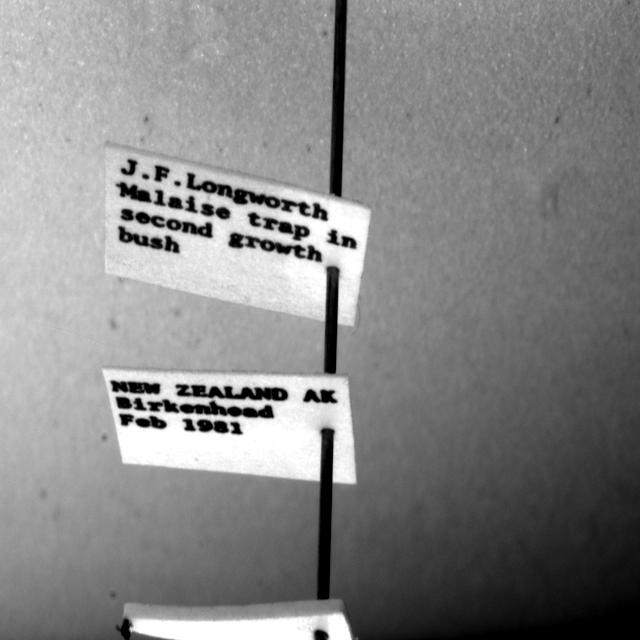 J.F.Longworth
Malaise trap in
second growth
bush
NEW ZEALAND AK
Birkenhead
Feb 1981